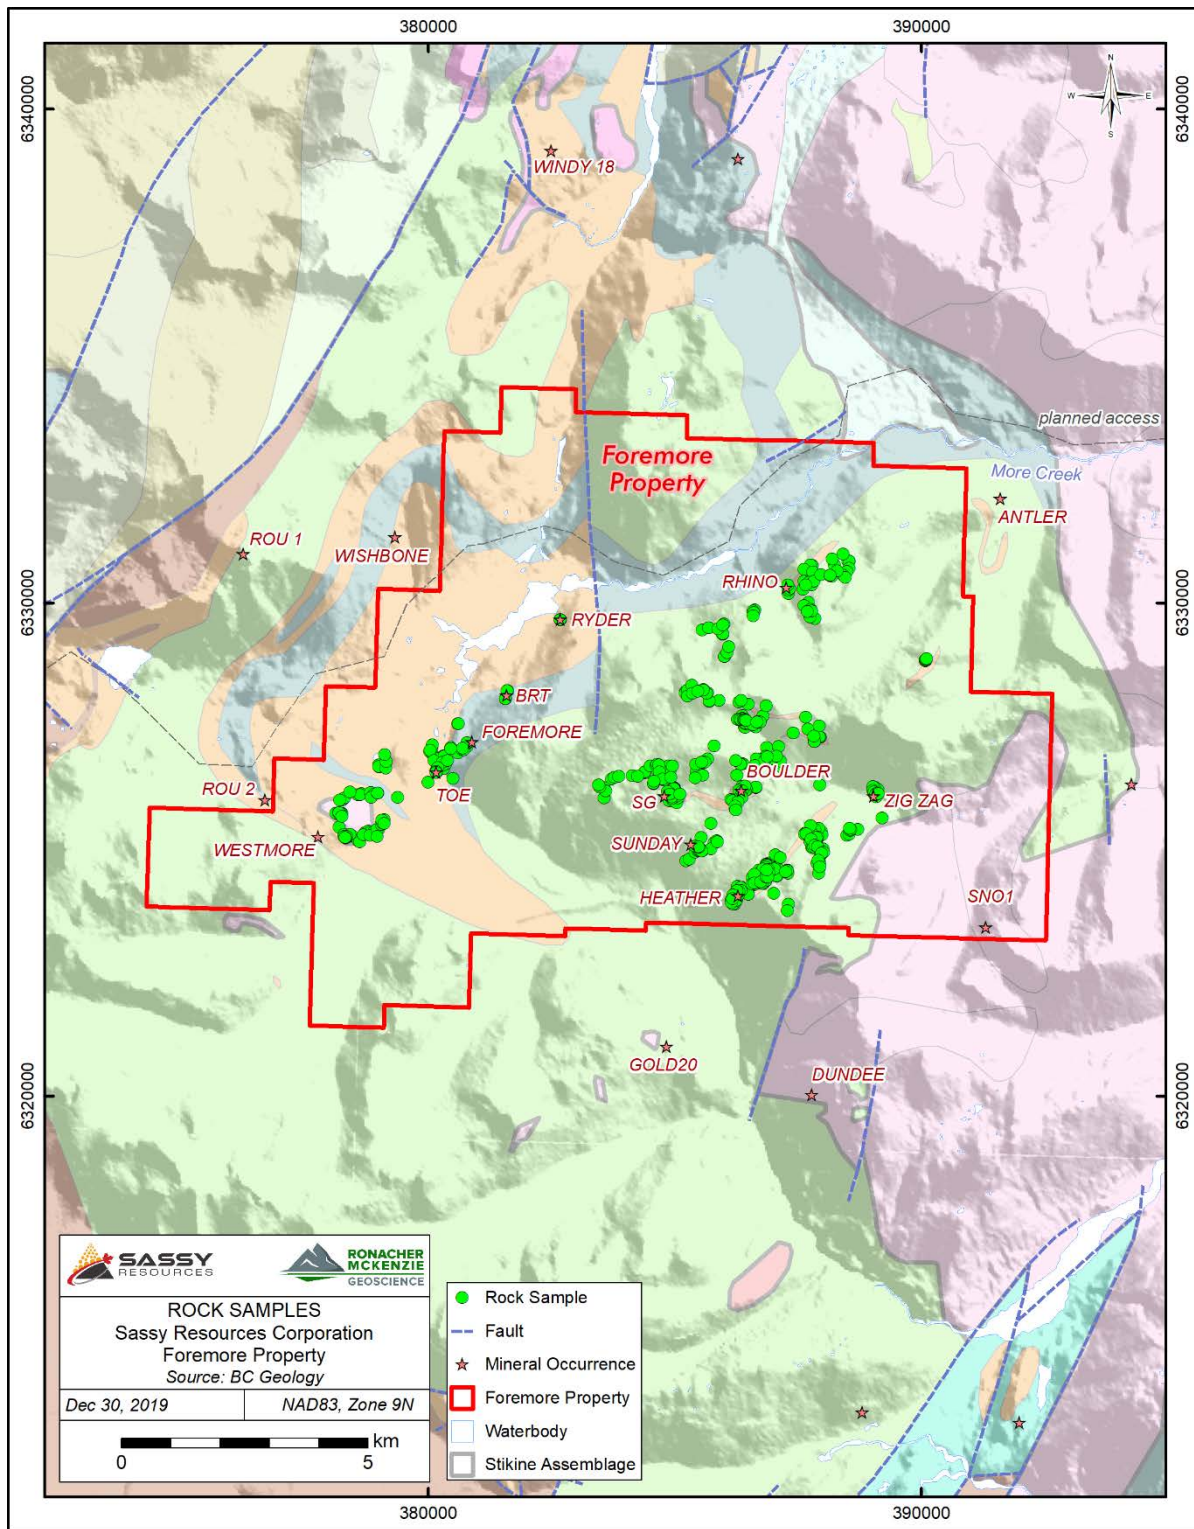 380000
390000
6340000
6340000
N
W
E
S
WINDY 18
planned access
Foremore
Property
More Creek
ANTLER
ROU 1
WISHBONE
RHINO
6330000
6330000
RYDER
BRT
FOREMORE
ROU 2
TOE
BOULDER
SG
ZIG ZAG
WESTMORE
SUNDAY
HEATHER
SNO1
GOLD20
DUNDEE
6320000
6320000
SASSY
RESOURCES
RONACHER
MCKENZIE
GEOSCIENCE
ROCK SAMPLES
Sassy Resources Corporation
Foremore Property
Source: BC Geology
Dec 30, 2019
NAD83, Zone 9N
km
0
5
Rock Sample
Fault
Mineral Occurrence
Foremore Property
Waterbody
Stikine Assemblage
380000
390000